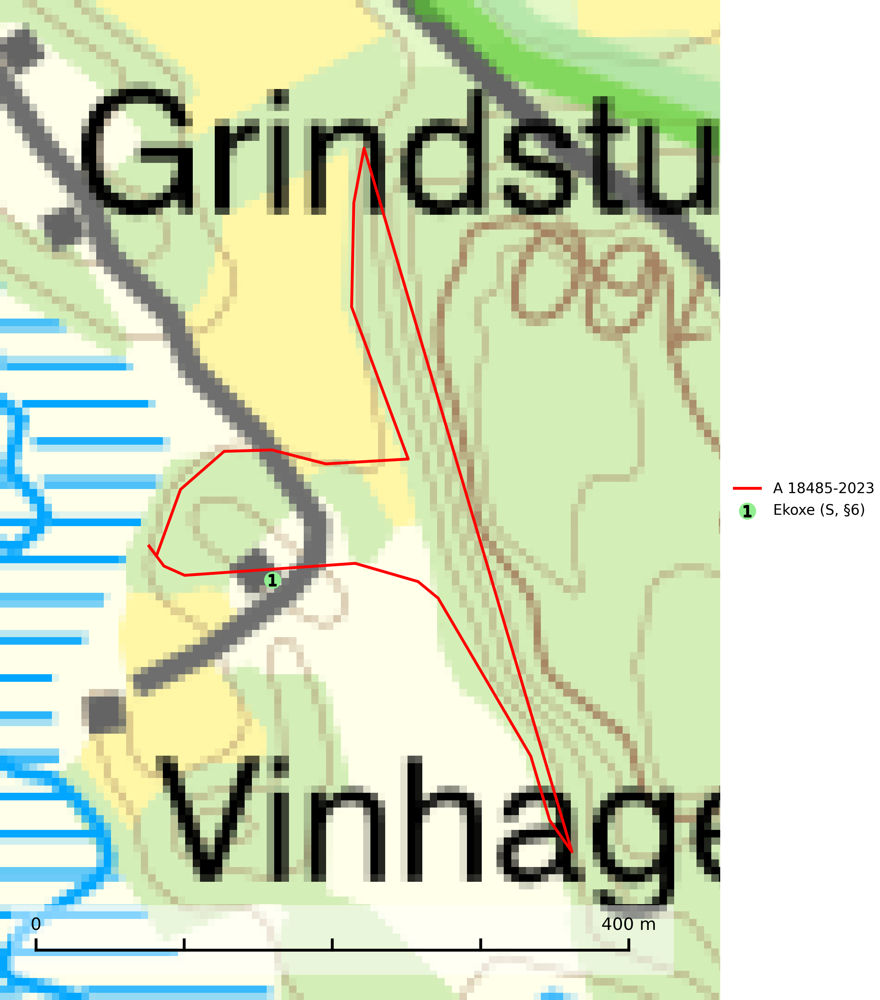 Grindstu
A 18485-2023
1 Ekoxe (S, §6)
1
Vinhage
0 400 m